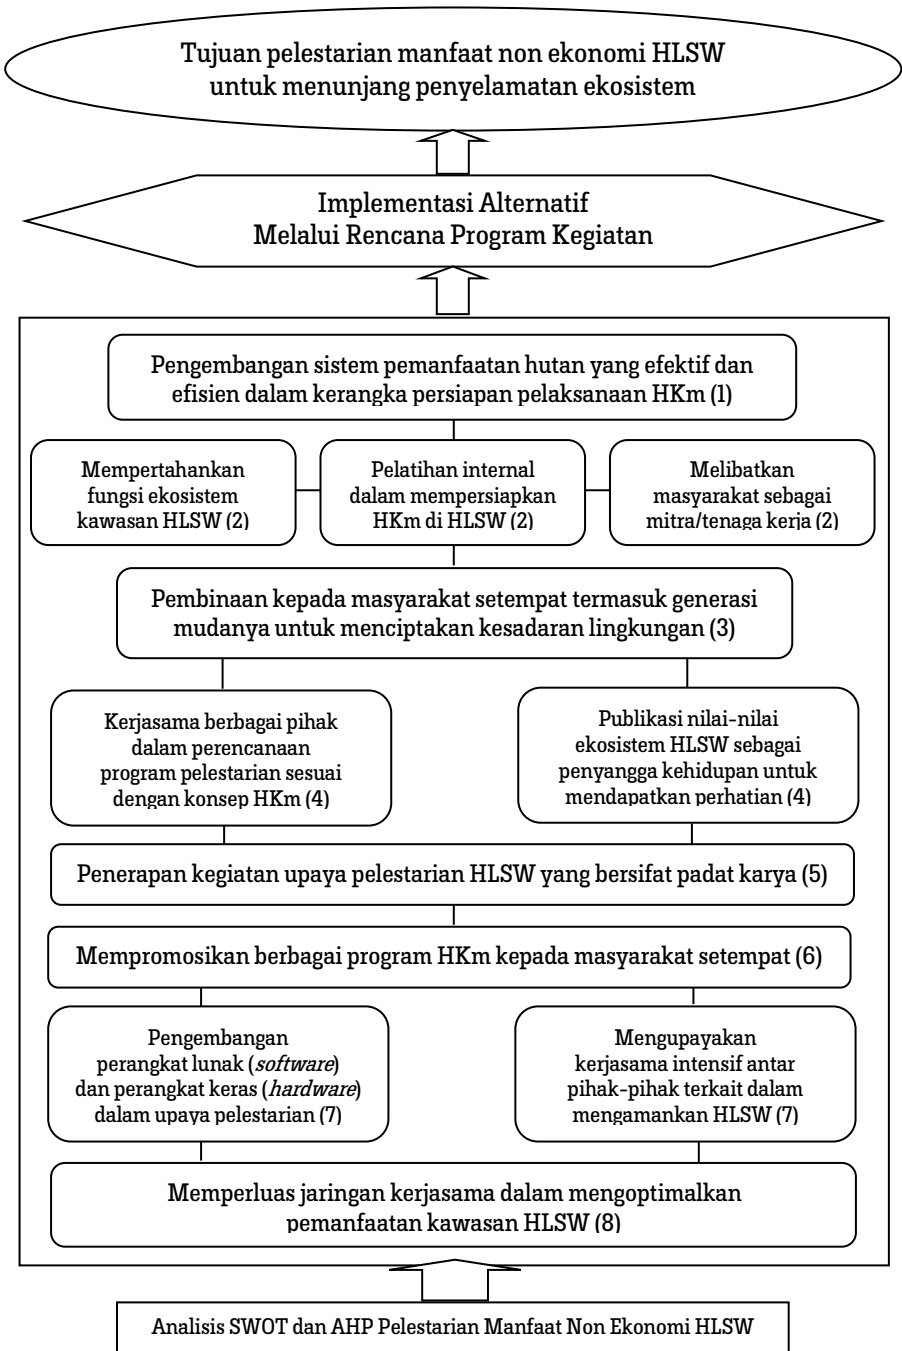 Tujuan pelestarian manfaat non ekonomi HLSW
untuk menunjang penyelamatan ekosistem
Implementasi Alternatif
Melalui Rencana Program Kegiatan
Pengembangan sistem pemanfaatan hutan yang efektif dan
efisien dalam kerangka persiapan pelaksanaan HKm (1)
Mempertahankan
fungsi ekosistem
kawasan HLSW (2)
Pelatihan internal
dalam mempersiapkan
HKm di HLSW (2)
Melibatkan
masyarakat sebagai
mitra/tenaga kerja (2)
Pembinaan kepada masyarakat setempat termasuk generasi
mudanya untuk menciptakan kesadaran lingkungan (3)
Kerjasama berbagai pihak
dalam perencanaan
program pelestarian sesuai
dengan konsep HKm (4)
Publikasi nilai-nilai
ekosistem HLSW sebagai
penyangga kehidupan untuk
mendapatkan perhatian (4)
Penerapan kegiatan upaya pelestarian HLSW yang bersifat padat karya (5)
Mempromosikan berbagai program HKm kepada masyarakat setempat (6)
Pengembangan
perangkat lunak (software)
dan perangkat keras (hardware)
dalam upaya pelestarian (7)
Mengupayakan
kerjasama intensif antar
pihak-pihak terkait dalam
mengamankan HLSW (7)
Memperluas jaringan kerjasama dalam mengoptimalkan
pemanfaatan kawasan HLSW (8)
Analisis SWOT dan AHP Pelestarian Manfaat Non Ekonomi HLSW